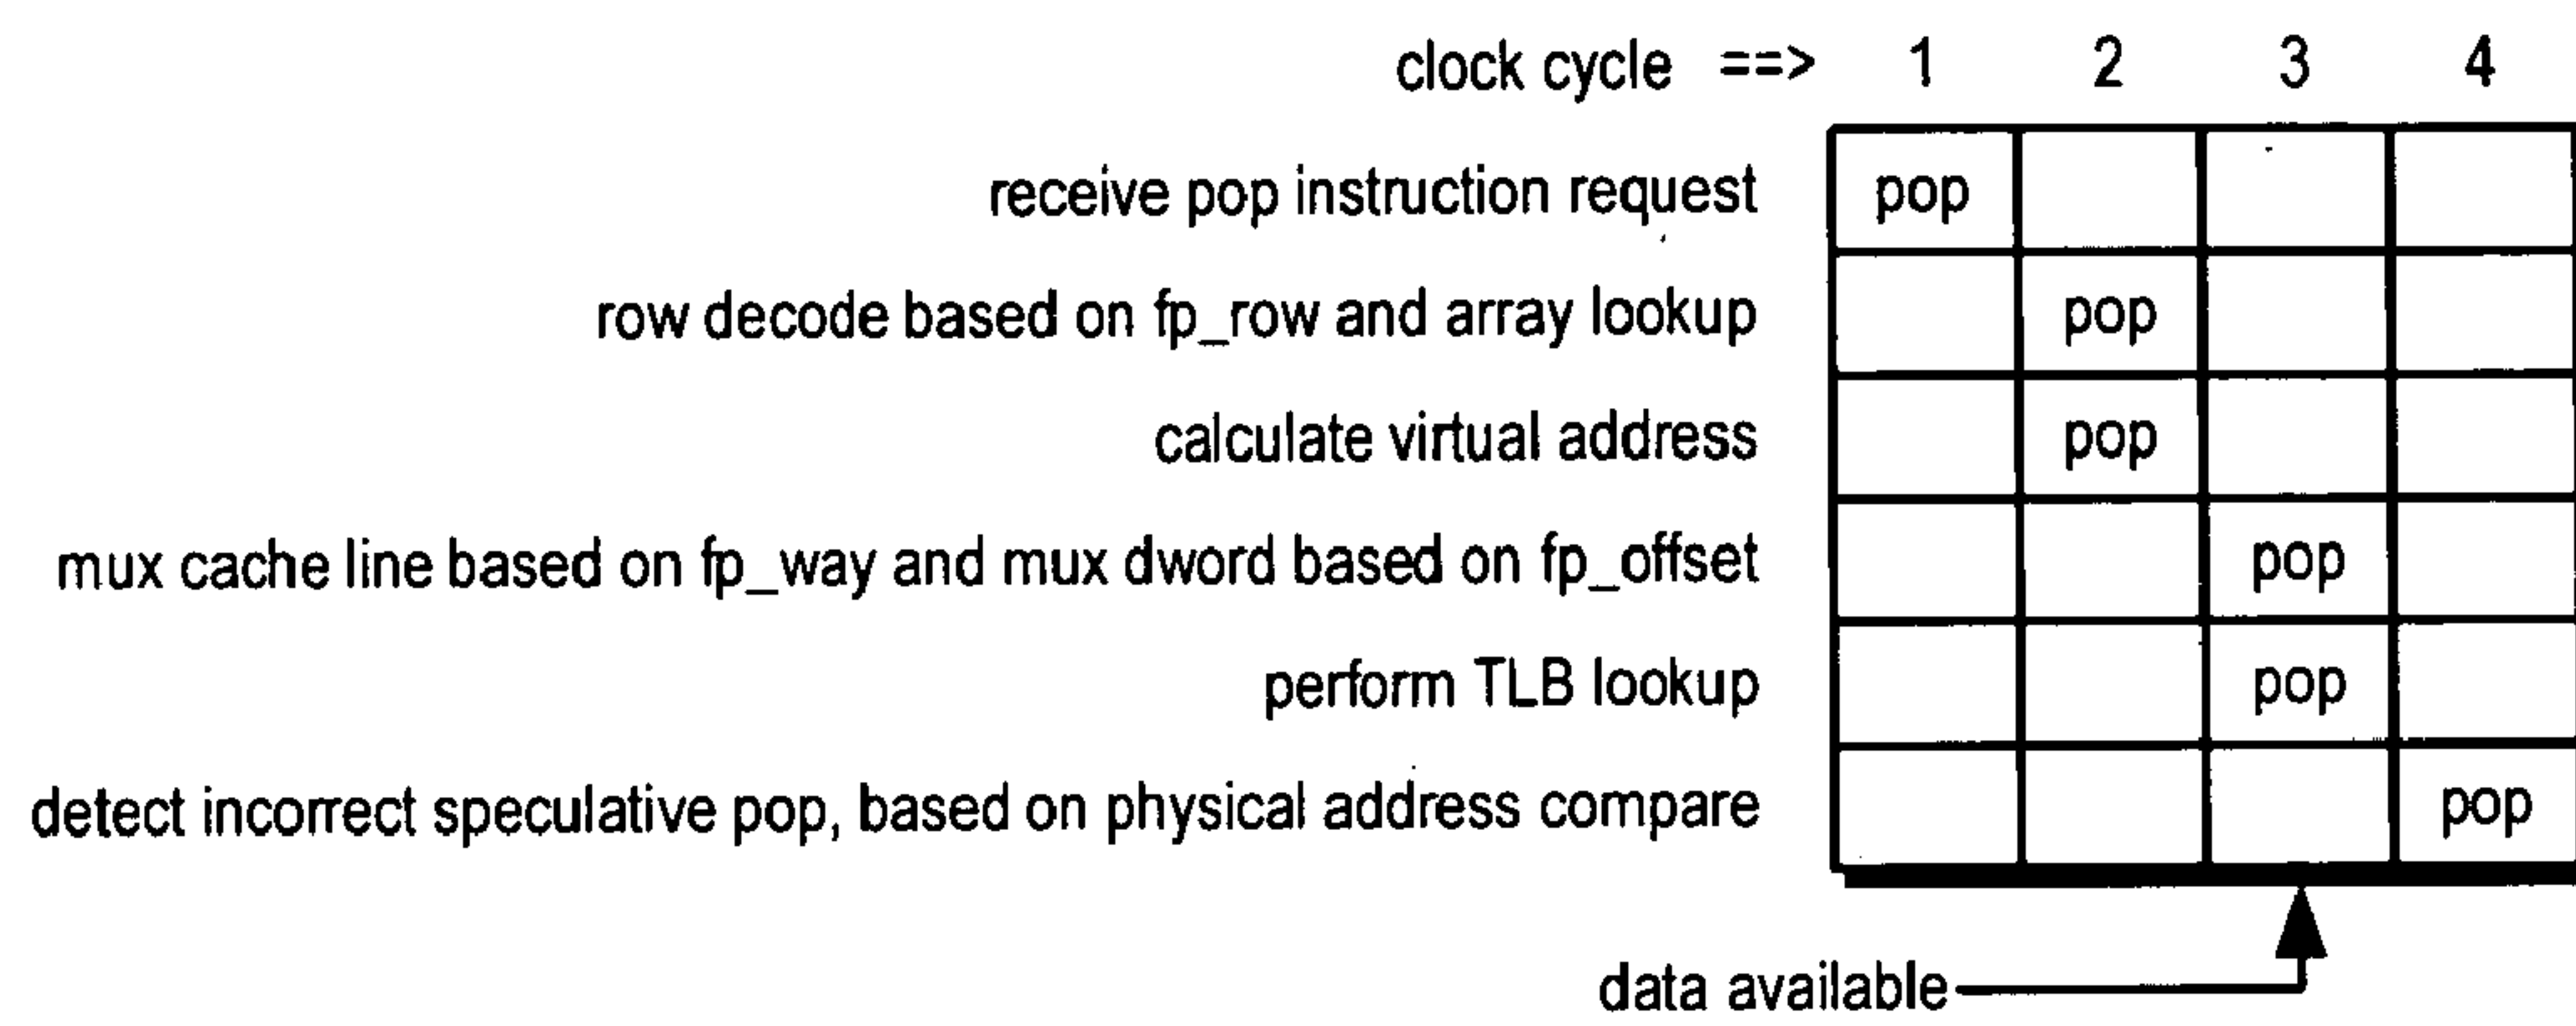 clock cycle ==> 1 2 3 4
receive pop instruction request pop
row decode based on fp_row and array lookup pop
calculate virtual address pop
mux cache line based on fp_way and mux dword based on fp_offset pop
perform TLB lookup pop
detect incorrect speculative pop, based on physical address compare pop
data available